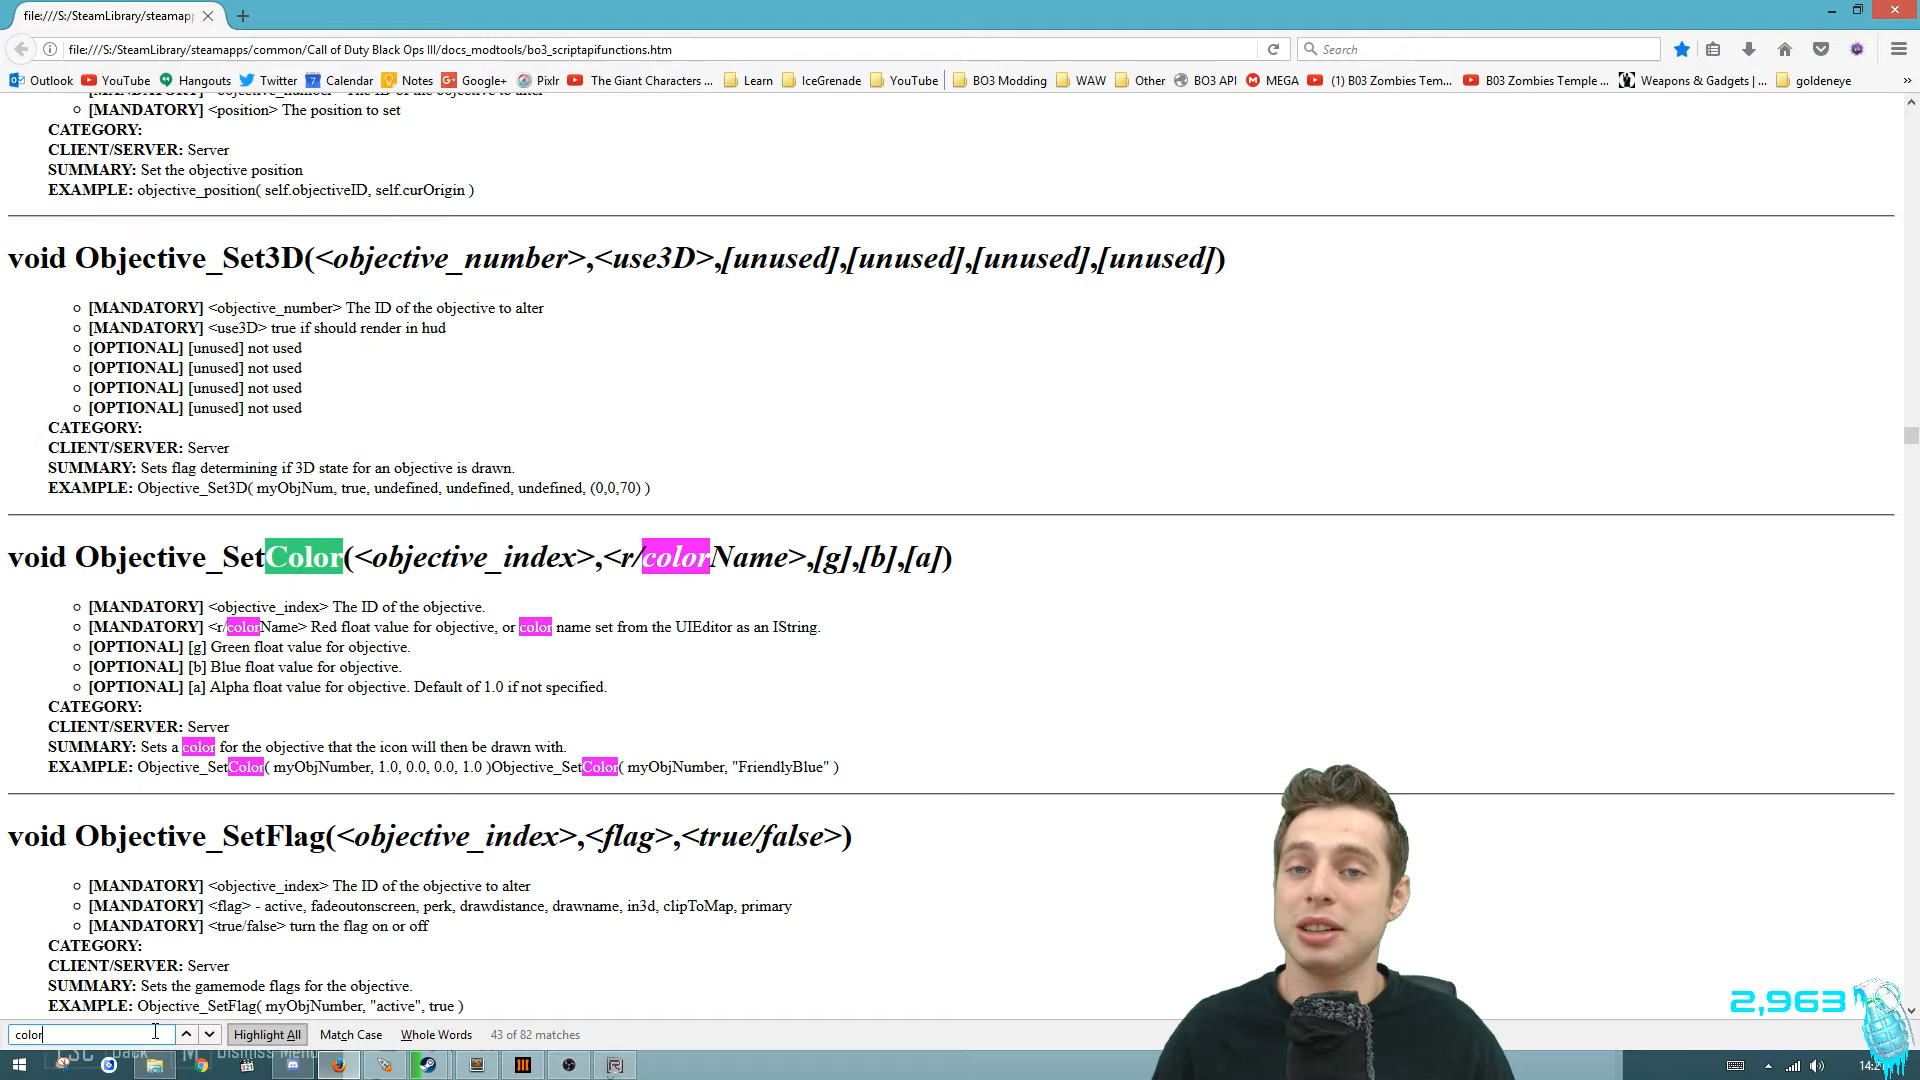 file:///S:/SteamLibrary/steamapp
file:///S:/SteamLibrary/steamapps/common/Call of Duty Black Ops III/docs_modtools/bo3_scriptapifunctions.htm
Search
Outlook YouTube Hangouts Twitter Calendar Notes Google+ Pixlr The Giant Characters ... Learn IceGrenade YouTube BO3 Modding WAW Other BO3 API MEGA (1) B03 Zombies Tem... B03 Zombies Temple ... Weapons & Gadgets | ... goldeneye »
[MANDATORY] <objective_number> The ID of the objective to alter
[MANDATORY] <position> The position to set
CATEGORY:
CLIENT/SERVER: Server
SUMMARY: Set the objective position
EXAMPLE: objective_position( self.objectiveID, self.curOrigin )
void Objective_Set3D(<objective_number>,<use3D>,[unused],[unused],[unused],[unused])
[MANDATORY] <objective_number> The ID of the objective to alter
[MANDATORY] <use3D> true if should render in hud
[OPTIONAL] [unused] not used
[OPTIONAL] [unused] not used
[OPTIONAL] [unused] not used
[OPTIONAL] [unused] not used
CATEGORY:
CLIENT/SERVER: Server
SUMMARY: Sets flag determining if 3D state for an objective is drawn.
EXAMPLE: Objective_Set3D( myObjNum, true, undefined, undefined, undefined, (0,0,70) )
void Objective_SetColor(<objective_index>,<r/colorName>,[g],[b],[a])
[MANDATORY] <objective_index> The ID of the objective.
[MANDATORY] <r/colorName> Red float value for objective, or color name set from the UIEditor as an IString.
[OPTIONAL] [g] Green float value for objective.
[OPTIONAL] [b] Blue float value for objective.
[OPTIONAL] [a] Alpha float value for objective. Default of 1.0 if not specified.
CATEGORY:
CLIENT/SERVER: Server
SUMMARY: Sets a color for the objective that the icon will then be drawn with.
EXAMPLE: Objective_SetColor( myObjNumber, 1.0, 0.0, 0.0, 1.0 )Objective_SetColor( myObjNumber, "FriendlyBlue" )
void Objective_SetFlag(<objective_index>,<flag>,<true/false>)
[MANDATORY] <objective_index> The ID of the objective to alter
[MANDATORY] <flag> - active, fadeoutonscreen, perk, drawdistance, drawname, in3d, clipToMap, primary
[MANDATORY] <true/false> turn the flag on or off
CATEGORY:
CLIENT/SERVER: Server
SUMMARY: Sets the gamemode flags for the objective.
EXAMPLE: Objective_SetFlag( myObjNumber, "active", true )
2,963
color Highlight All Match Case Whole Words 43 of 82 matches
ESC Back M Dismiss Menu